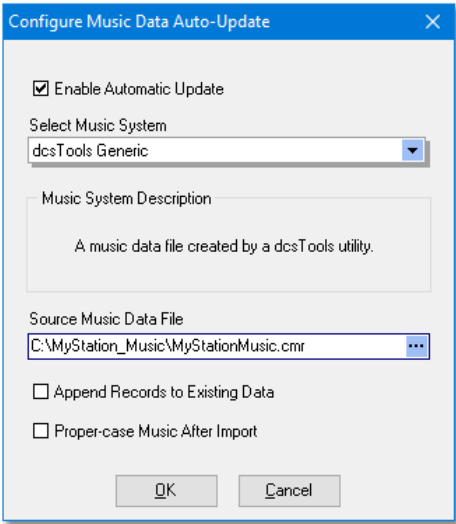 Configure Music Data Auto-Update
Enable Automatic Update
Select Music System
dcsTools Generic
Music System Description
A music data file created by a dcsTools utility.
Source Music Data File
C:\MyStation_Music\MyStationMusic.cmr
...
Append Records to Existing Data
Proper-case Music After Import
OK
Cancel